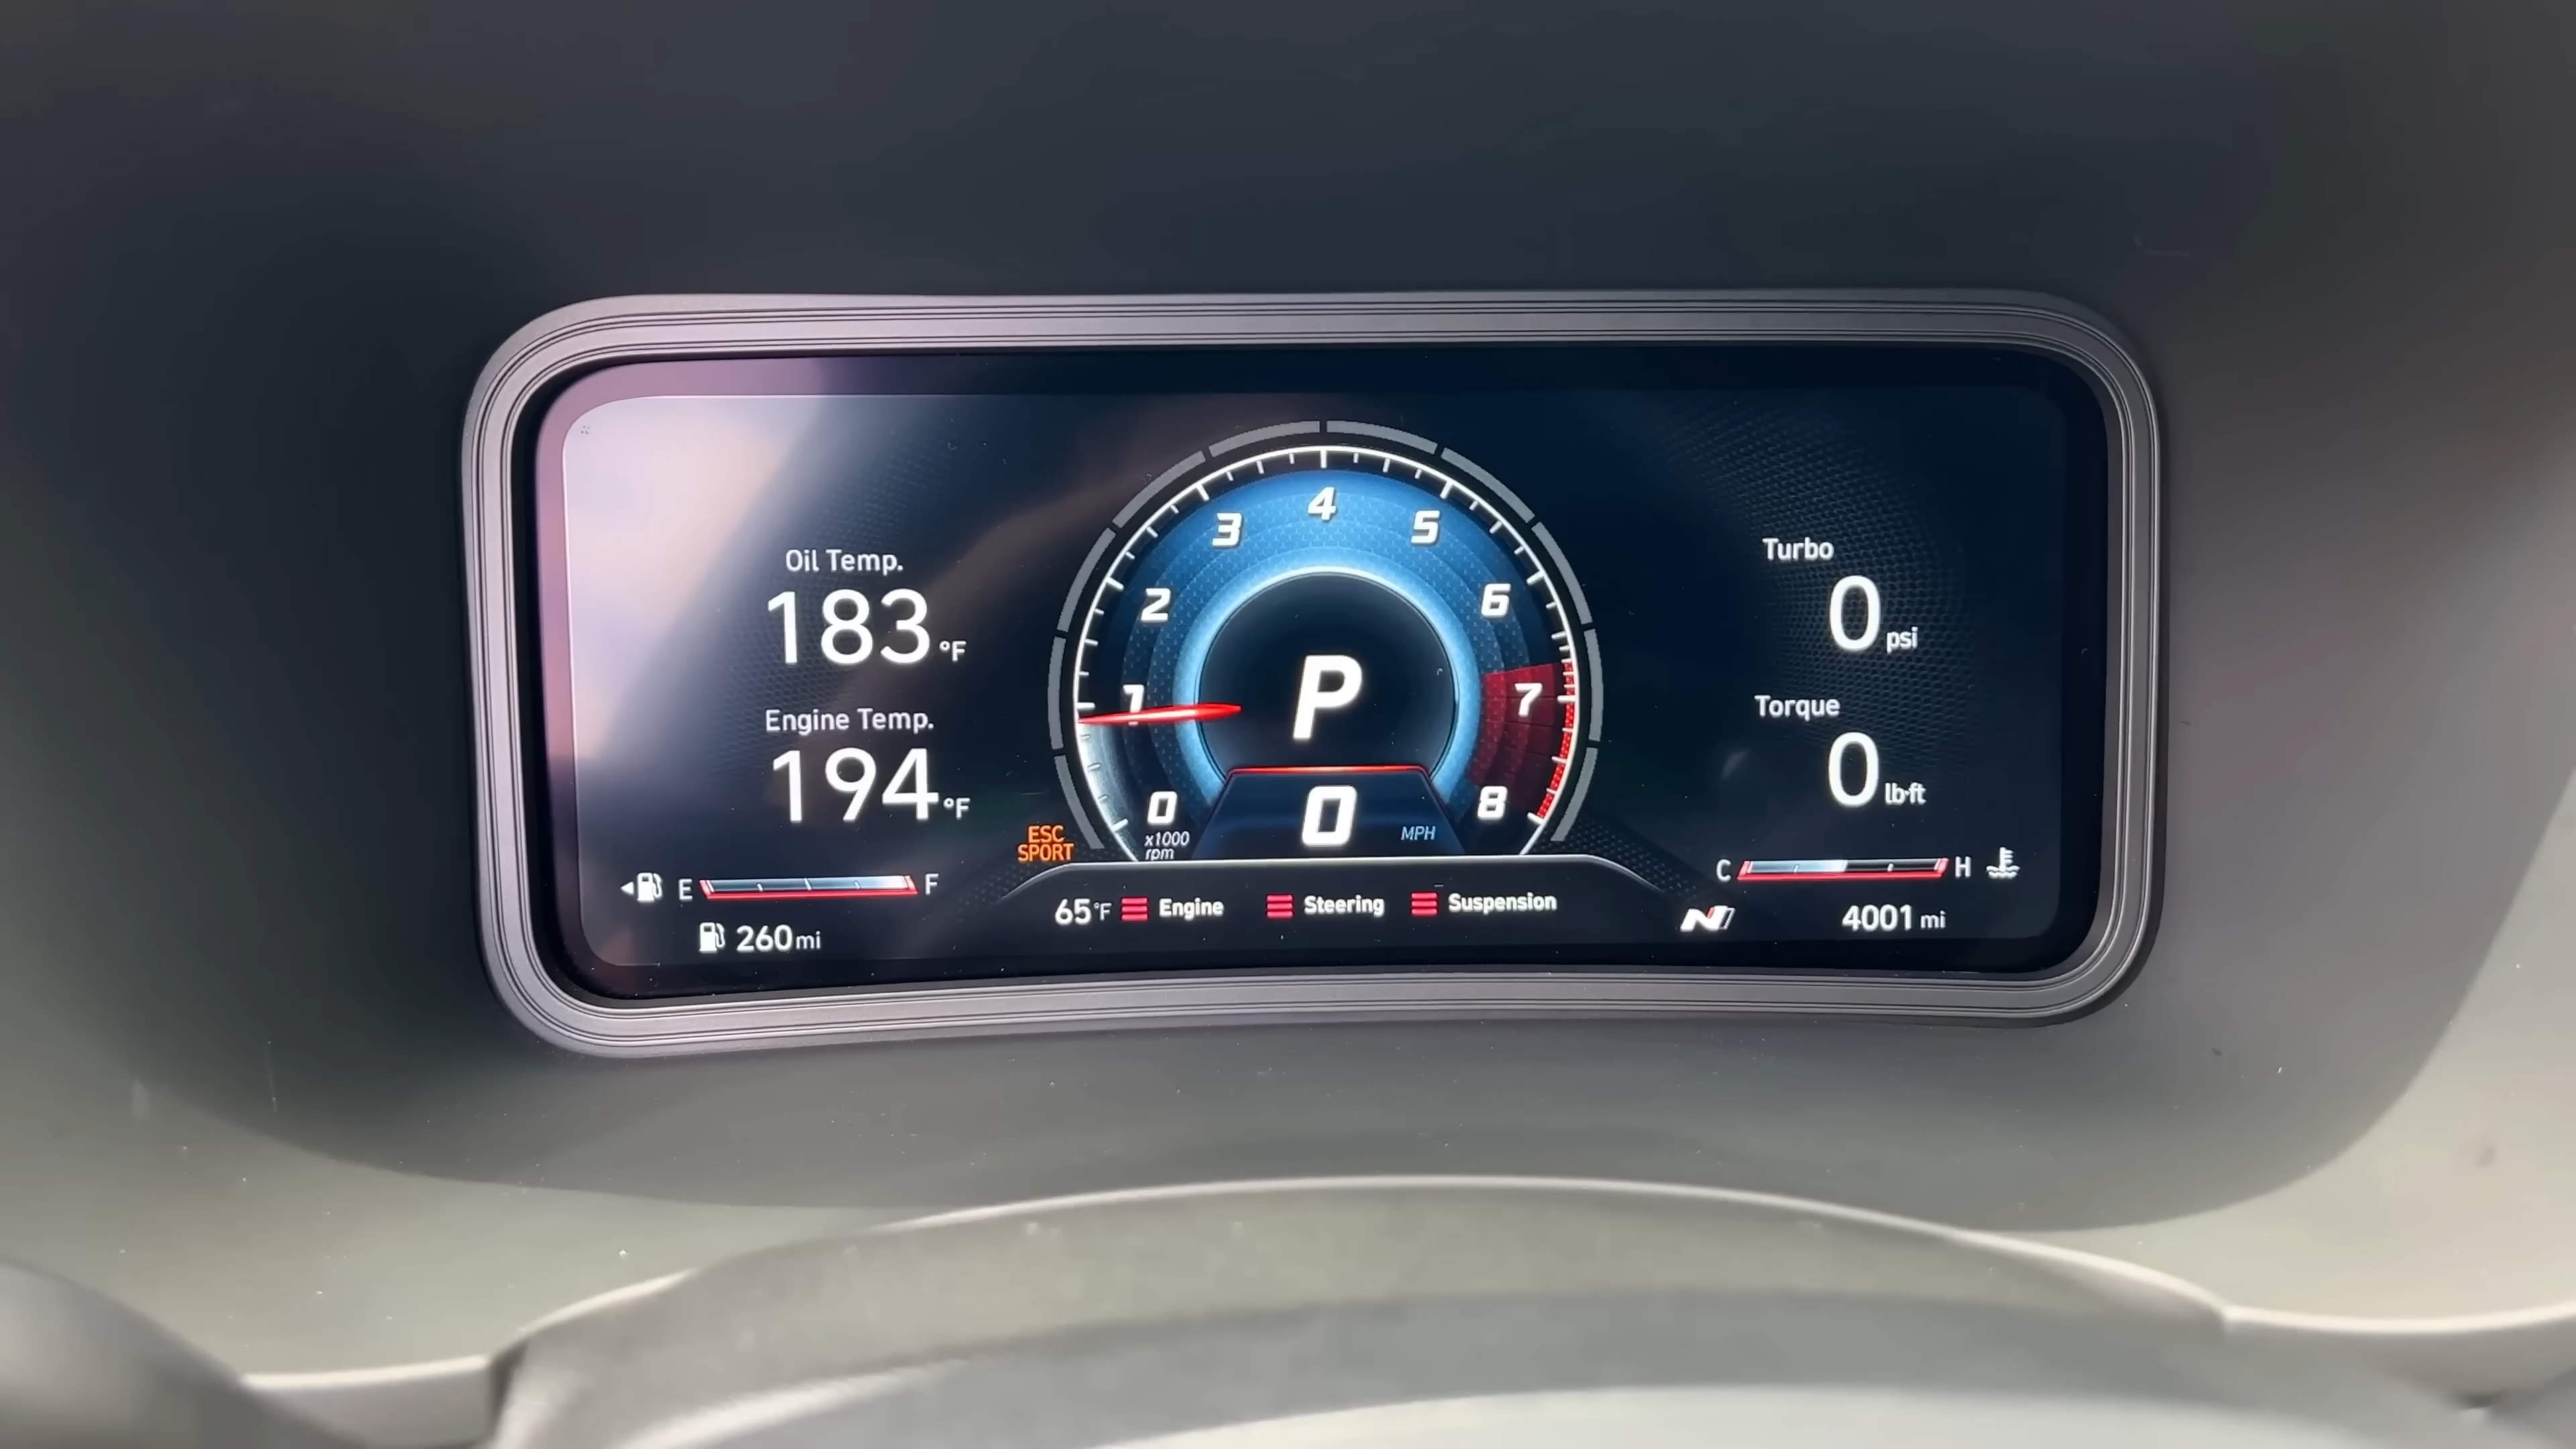 Oil Temp.
183 °F
Engine Temp.
194 °F
ESC
SPORT
E F
260 mi
0 1 2 3 4 5 6 7 8
x1000
rpm
P
0 MPH
65°F Engine Steering Suspension
Turbo
0 psi
Torque
0 lb·ft
C H
N
4001 mi